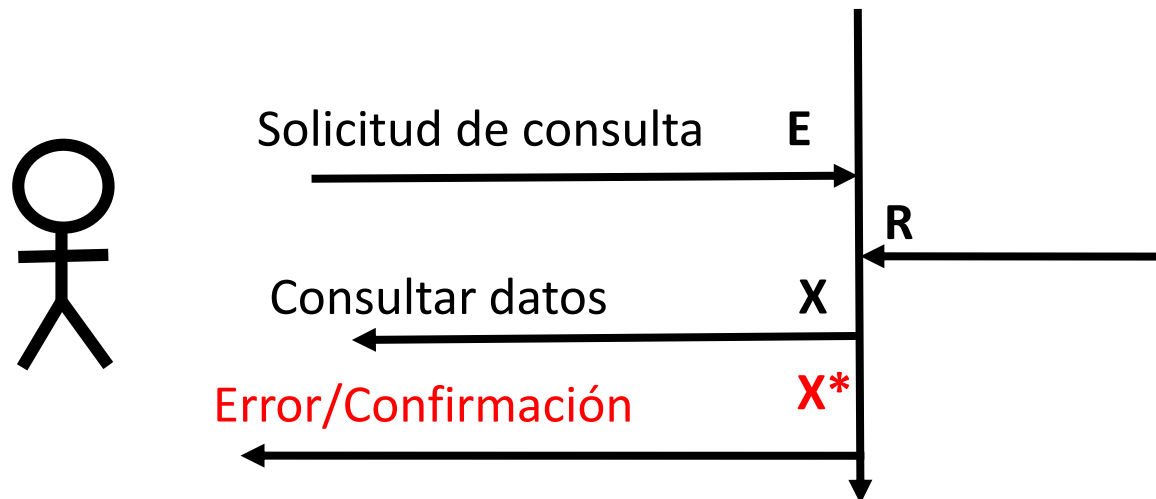 Solicitud de consulta E
R
Consultar datos X
Error/Confirmación X*